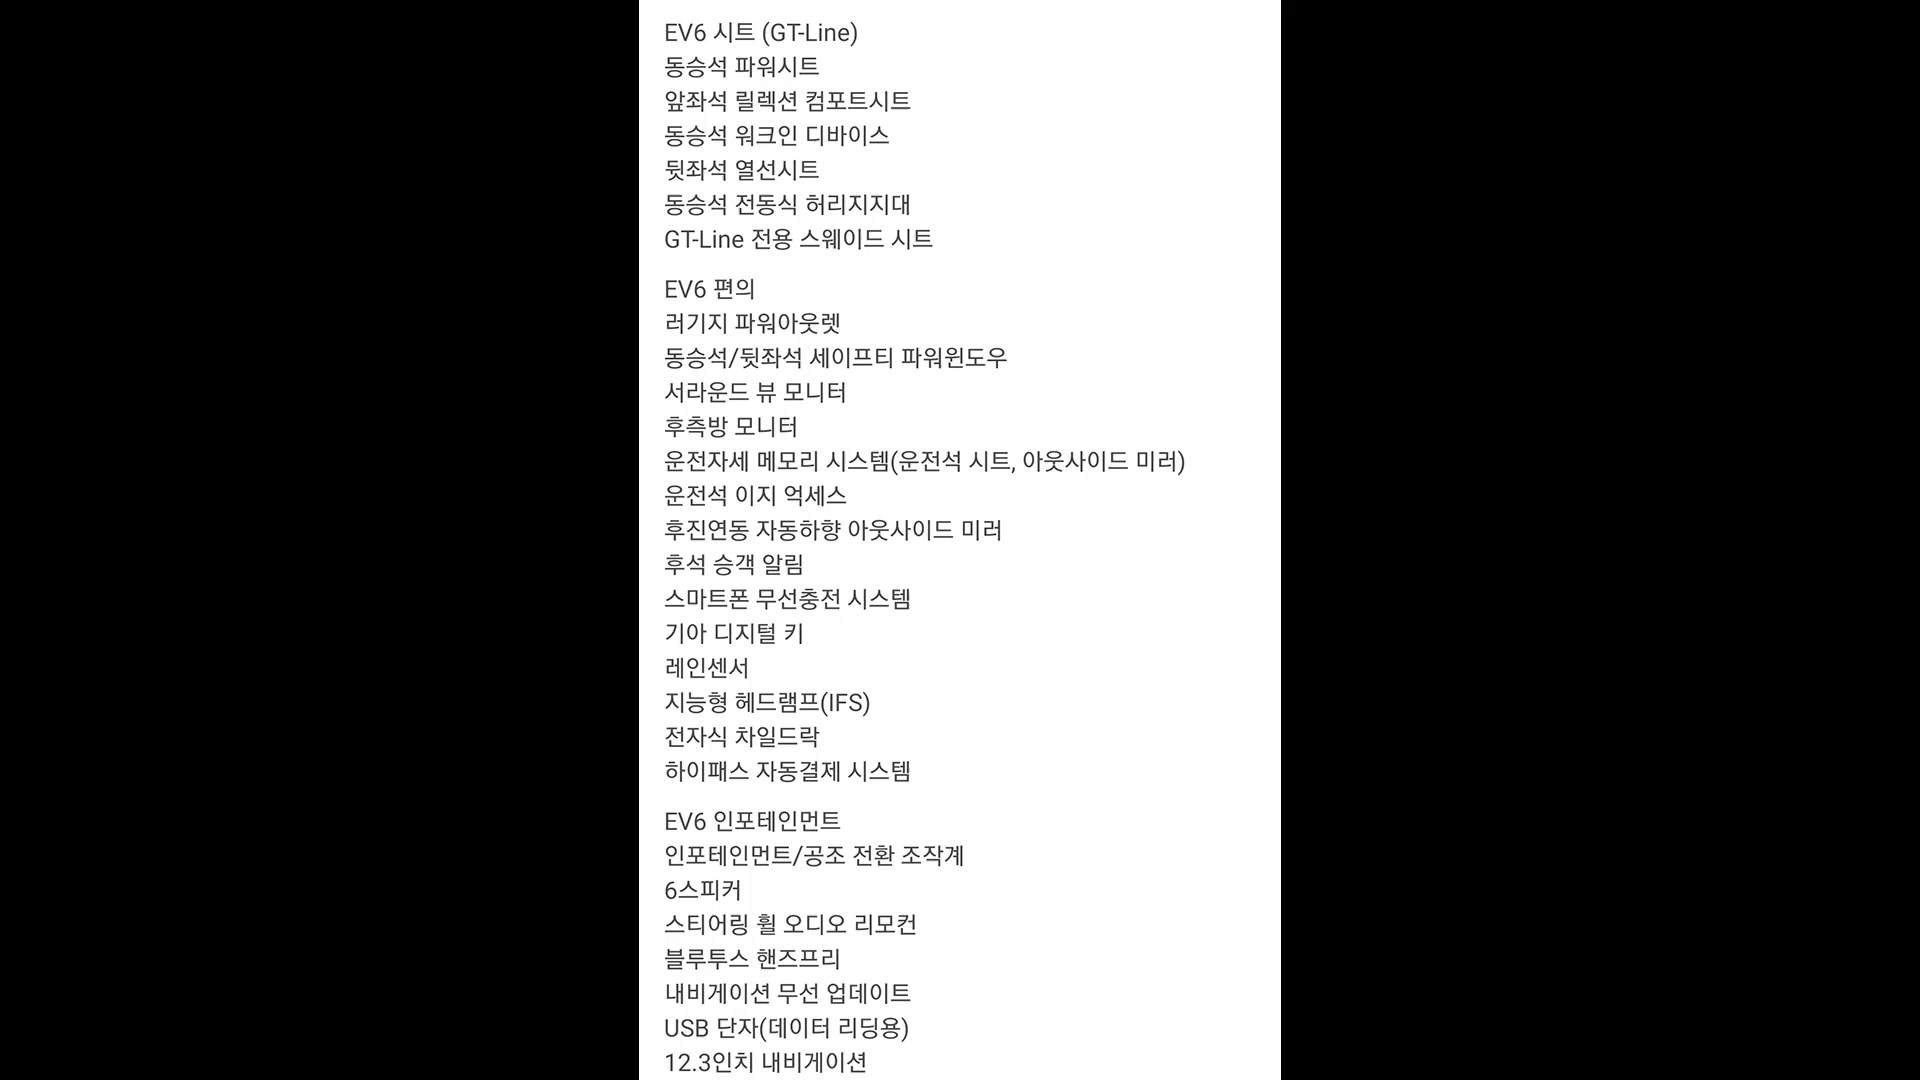 EV6 시트 (GT-Line)
동승석 파워시트
앞좌석 릴렉션 컴포트시트
동승석 워크인 디바이스
뒷좌석 열선시트
동승석 전동식 허리지지대
GT-Line 전용 스웨이드 시트
EV6 편의
러기지 파워아웃렛
동승석/뒷좌석 세이프티 파워윈도우
서라운드 뷰 모니터
후측방 모니터
운전자세 메모리 시스템(운전석 시트, 아웃사이드 미러)
운전석 이지 억세스
후진연동 자동하향 아웃사이드 미러
후석 승객 알림
스마트폰 무선충전 시스템
기아 디지털 키
레인센서
지능형 헤드램프(IFS)
전자식 차일드락
하이패스 자동결제 시스템
EV6 인포테인먼트
인포테인먼트/공조 전환 조작계
6스피커
스티어링 휠 오디오 리모컨
블루투스 핸즈프리
내비게이션 무선 업데이트
USB 단자(데이터 리딩용)
12.3인치 내비게이션